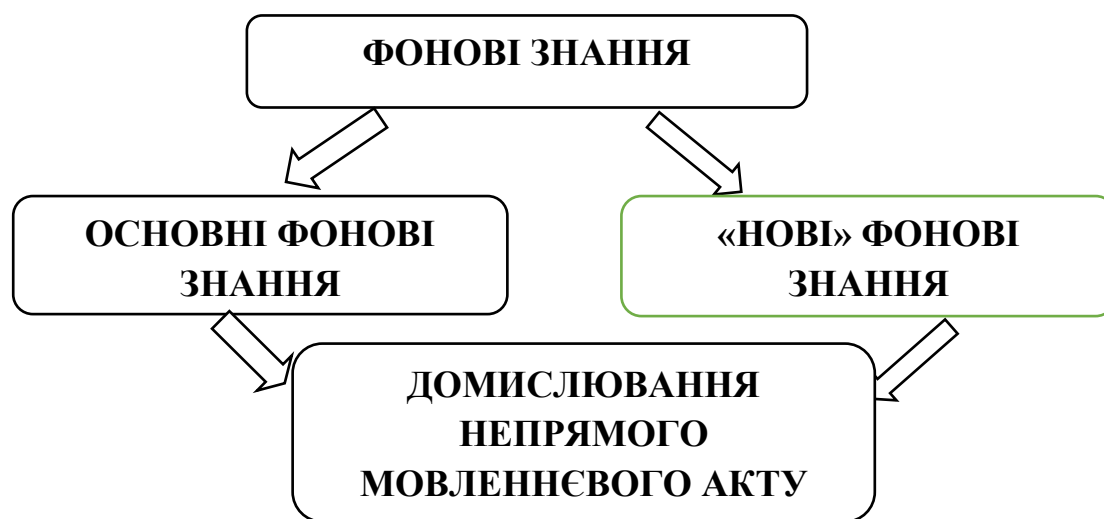 ФОНОВІ ЗНАННЯ
ОСНОВНІ ФОНОВІ
ЗНАННЯ
«НОВІ» ФОНОВІ
ЗНАННЯ
ДОМИСЛЮВАННЯ
НЕПРЯМОГО
МОВЛЕННЄВОГО АКТУ